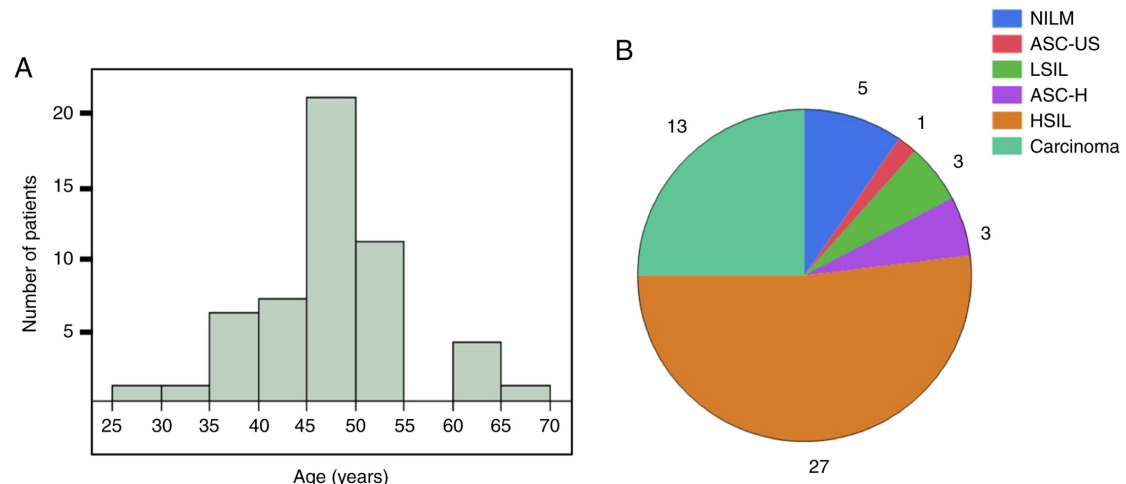 A
Number of patients
20
15
10
5
25 30 35 40 45 50 55 60 65 70
Age (years)
B
NILM
ASC-US
LSIL
ASC-H
HSIL
Carcinoma
5
1
3
3
27
13